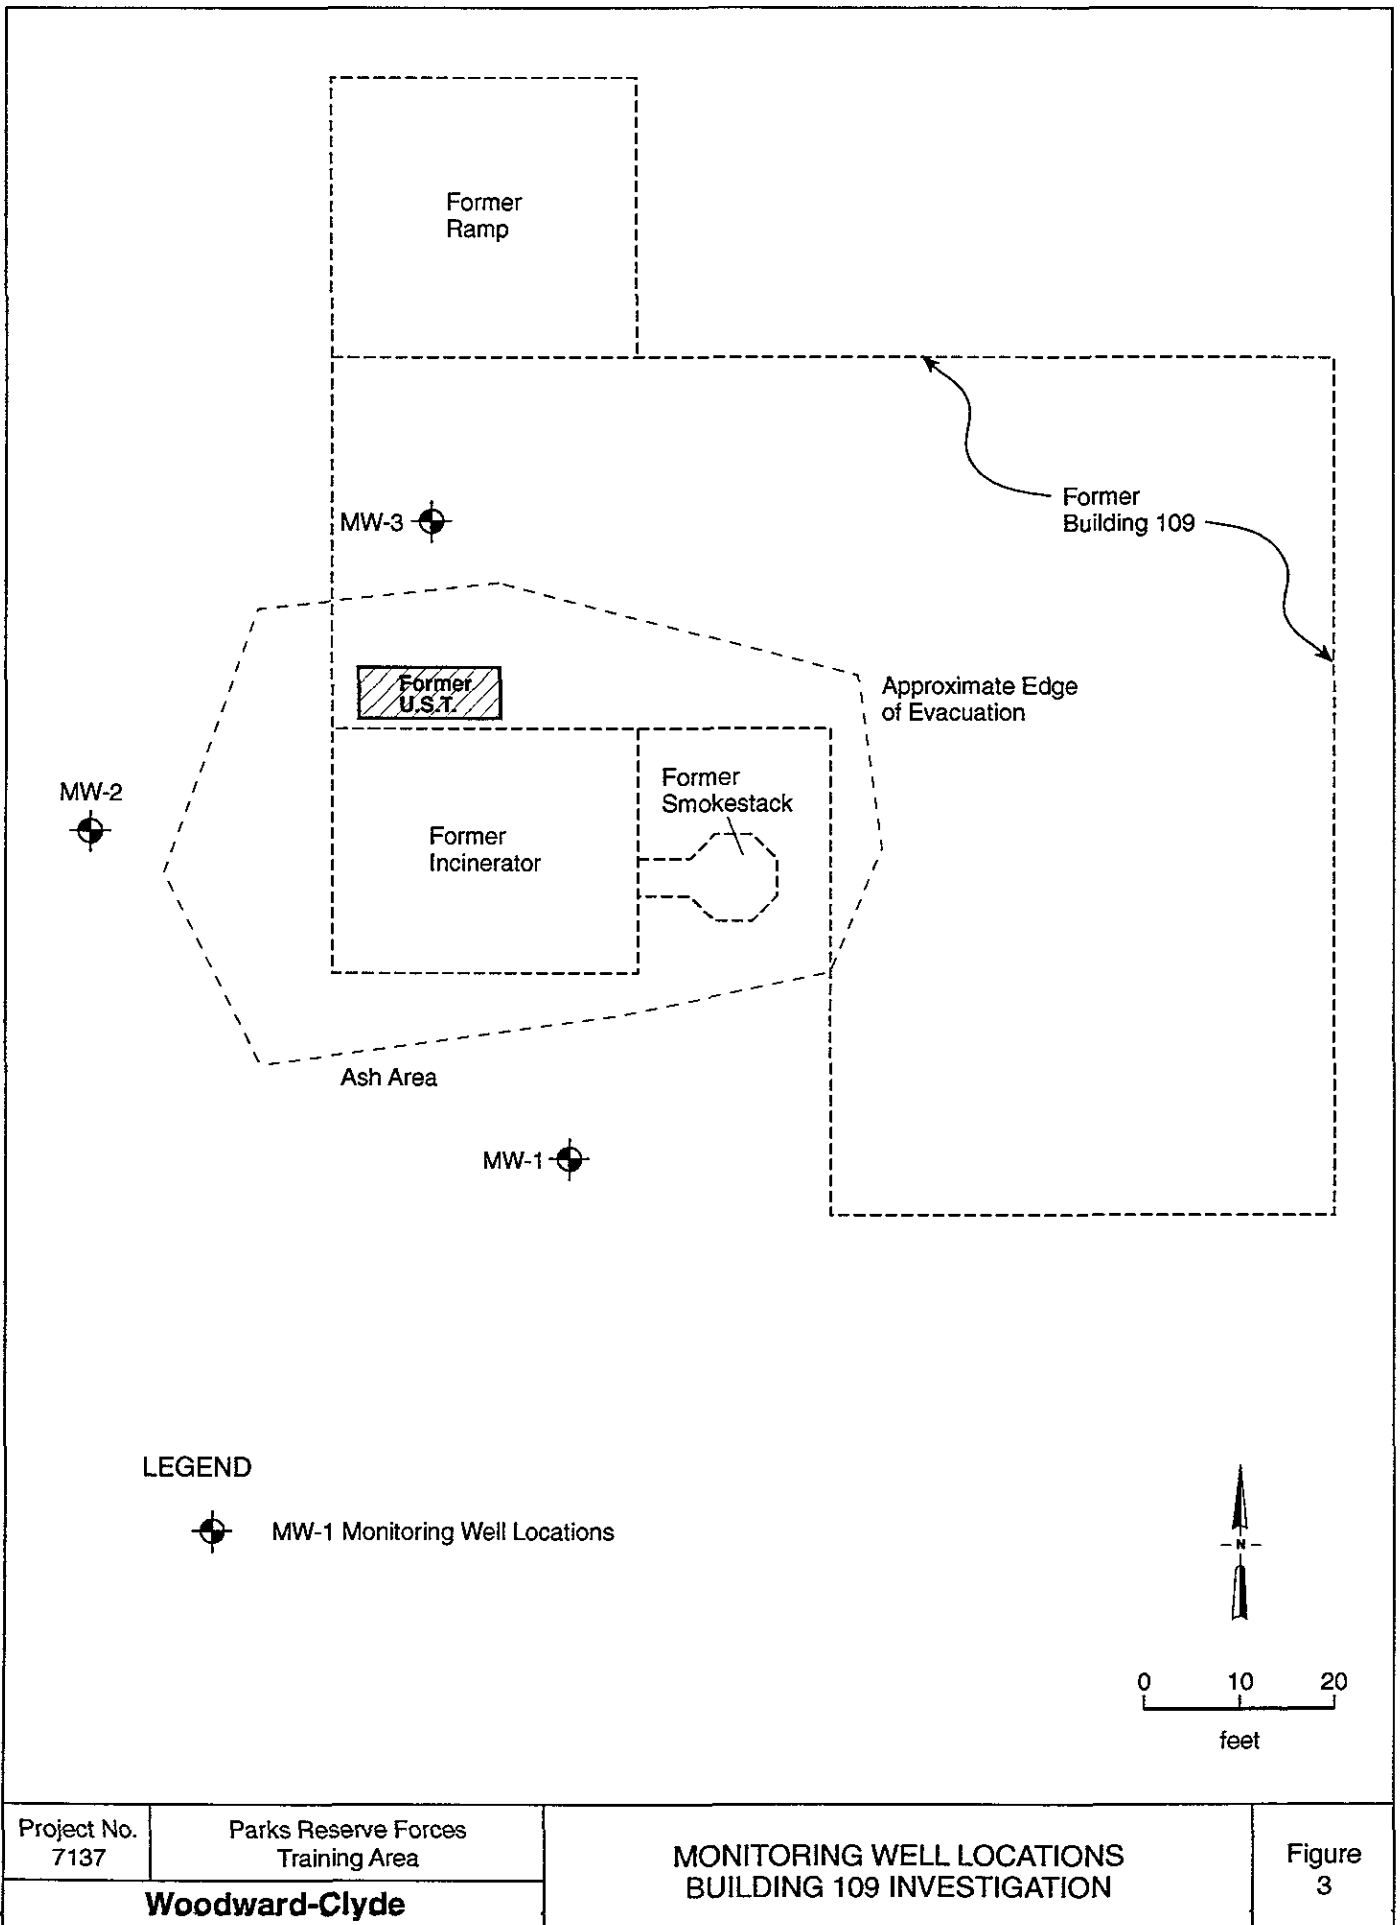 Former
Ramp
Former
Building 109
MW-3
Former
U.S.T.
Approximate Edge
of Evacuation
MW-2
Former
Smokestack
Former
Incinerator
Ash Area
MW-1
LEGEND
MW-1 Monitoring Well Locations
N
0 10 20
feet
Project No.
7137
Parks Reserve Forces
Training Area
Woodward-Clyde
MONITORING WELL LOCATIONS
BUILDING 109 INVESTIGATION
Figure
3